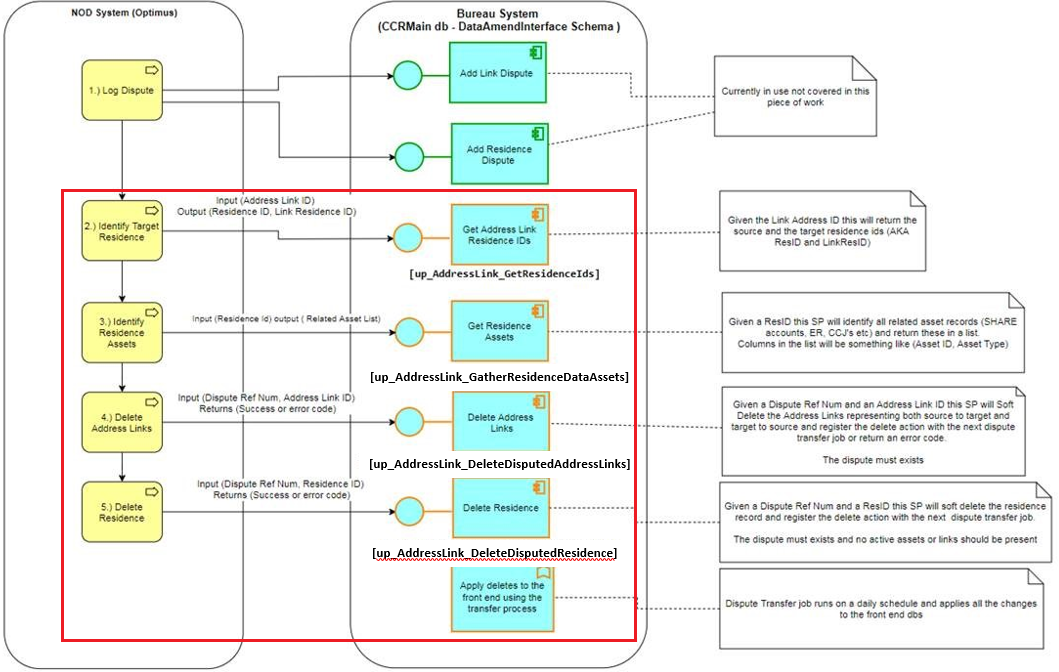 NOD System (Optimus)
Bureau System
(CCRMain db - DataAmendInterface Schema )
1.) Log Dispute
Add Link Dispute
Currently in use not covered in this
piece of work
Add Residence
Dispute
Input (Address Link ID)
Output (Residence ID, Link Residence ID)
2.) Identify Target
Residence
Get Address Link
Residence IDs
[up_AddressLink_GetResidenceIds]
Given the Link Address ID this will return the
source and the target residence ids (AKA
ResID and LinkResID)
3.) Identify
Residence
Assets
Input (Residence Id) output ( Related Asset List)
Get Residence
Assets
[up_AddressLink_GatherResidenceDataAssets]
Given a ResID this SP will identify all related asset records (SHARE
accounts, ER, CCJ's etc) and return these in a list.
Columns in the list will be something like (Asset ID, Asset Type)
4.) Delete
Address Links
Input (Dispute Ref Num, Address Link ID)
Returns (Success or error code)
Delete Address
Links
[up_AddressLink_DeleteDisputedAddressLinks]
Given a Dispute Ref Num and an Address Link ID this SP will Soft
Delete the Address Links representing both source to target and
target to source and register the delete action with the next dispute
transfer job or return an error code.
The dispute must exists
5.) Delete
Residence
Input (Dispute Ref Num, Residence ID)
Returns (Success or error code)
Delete Residence
[up_AddressLink_DeleteDisputedResidence]
Given a Dispute Ref Num and a ResID this SP will soft delete the residence
record and register the delete action with the next dispute transfer job.
The dispute must exists and no active assets or links should be present
Apply deletes to the
front end using the
transfer process
Dispute Transfer job runs on a daily schedule and applies all the changes
to the front end dbs